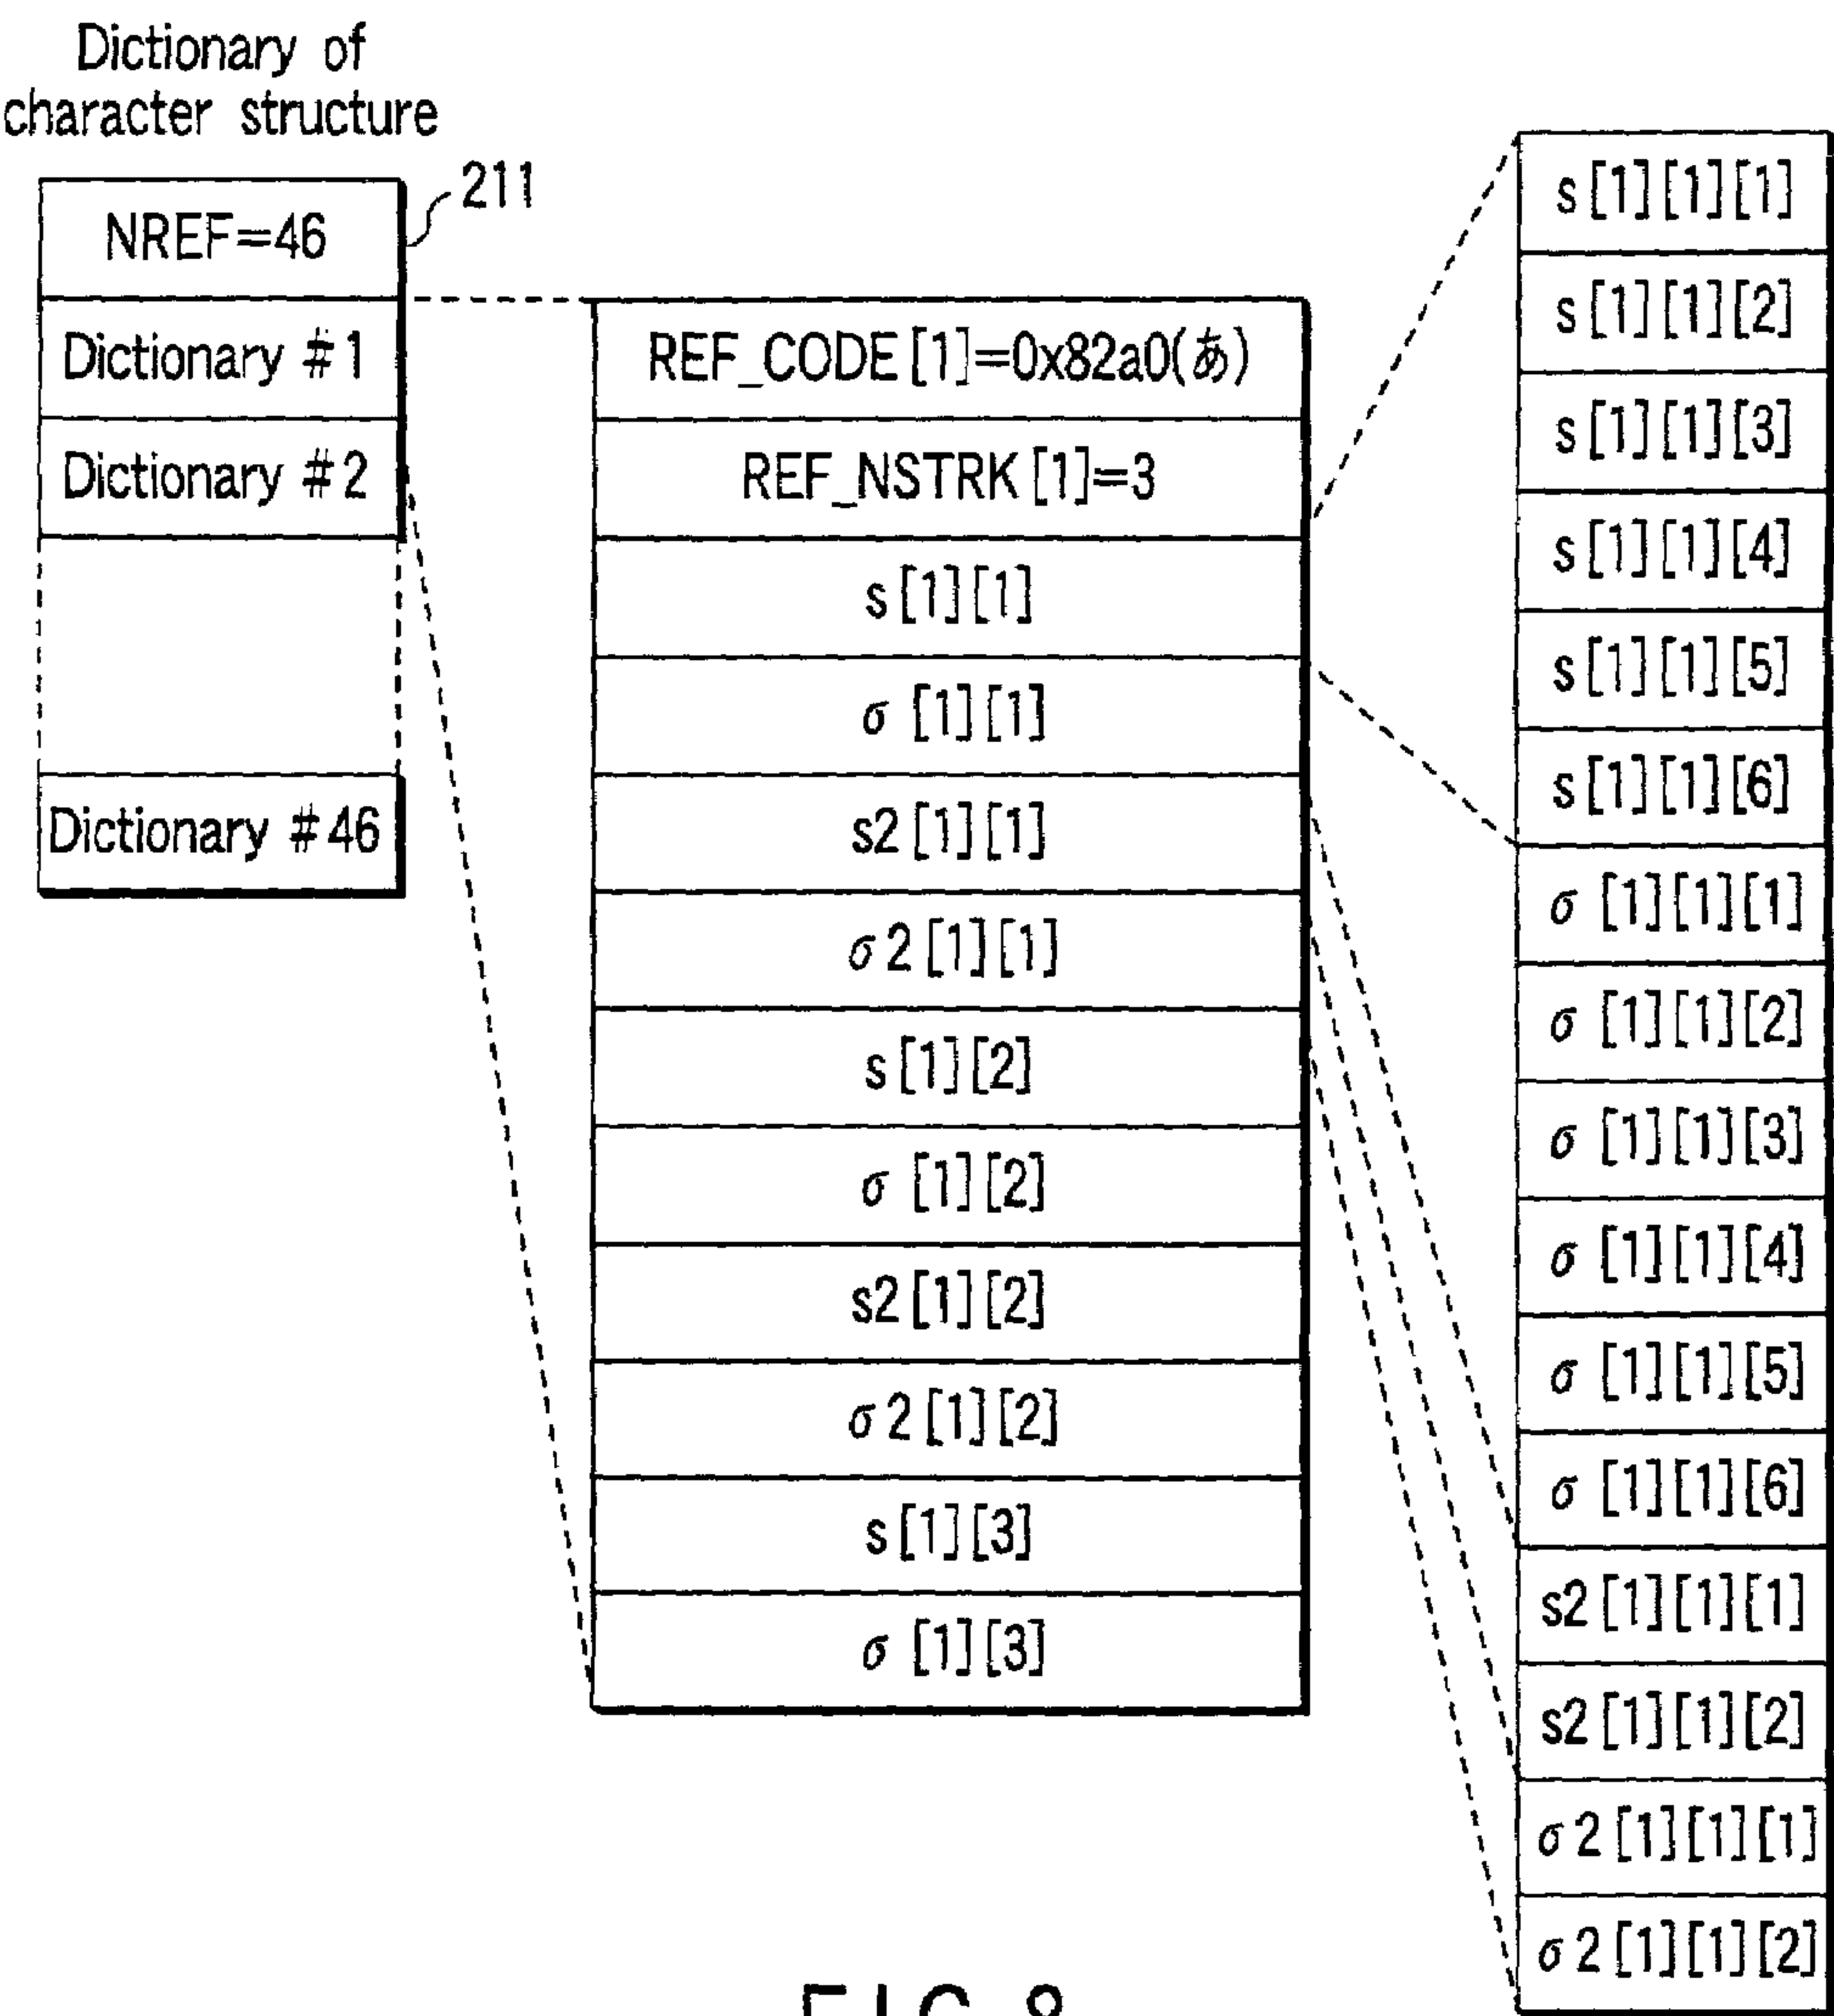 Dictionary of
character structure
211
NREF=46
Dictionary #1
Dictionary #2
Dictionary #46
REF_CODE[1]=0x82a0(あ)
REF_NSTRK[1]=3
s[1][1]
σ [1][1]
s2[1][1]
σ2[1][1]
s[1][2]
σ [1][2]
s2[1][2]
σ2[1][2]
s[1][3]
σ [1][3]
s[1][1][1]
s[1][1][2]
s[1][1][3]
s[1][1][4]
s[1][1][5]
s[1][1][6]
σ [1][1][1]
σ [1][1][2]
σ [1][1][3]
σ [1][1][4]
σ [1][1][5]
σ [1][1][6]
s2[1][1][1]
s2[1][1][2]
σ2[1][1][1]
σ2[1][1][2]